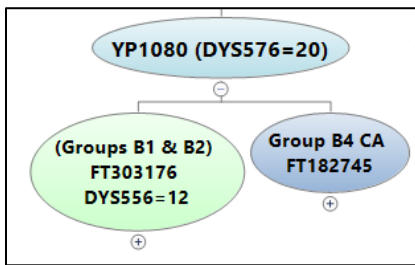 YP1080 (DYS576=20)
(Groups B1 & B2)
FT303176
DYS556=12
Group B4 CA
FT182745